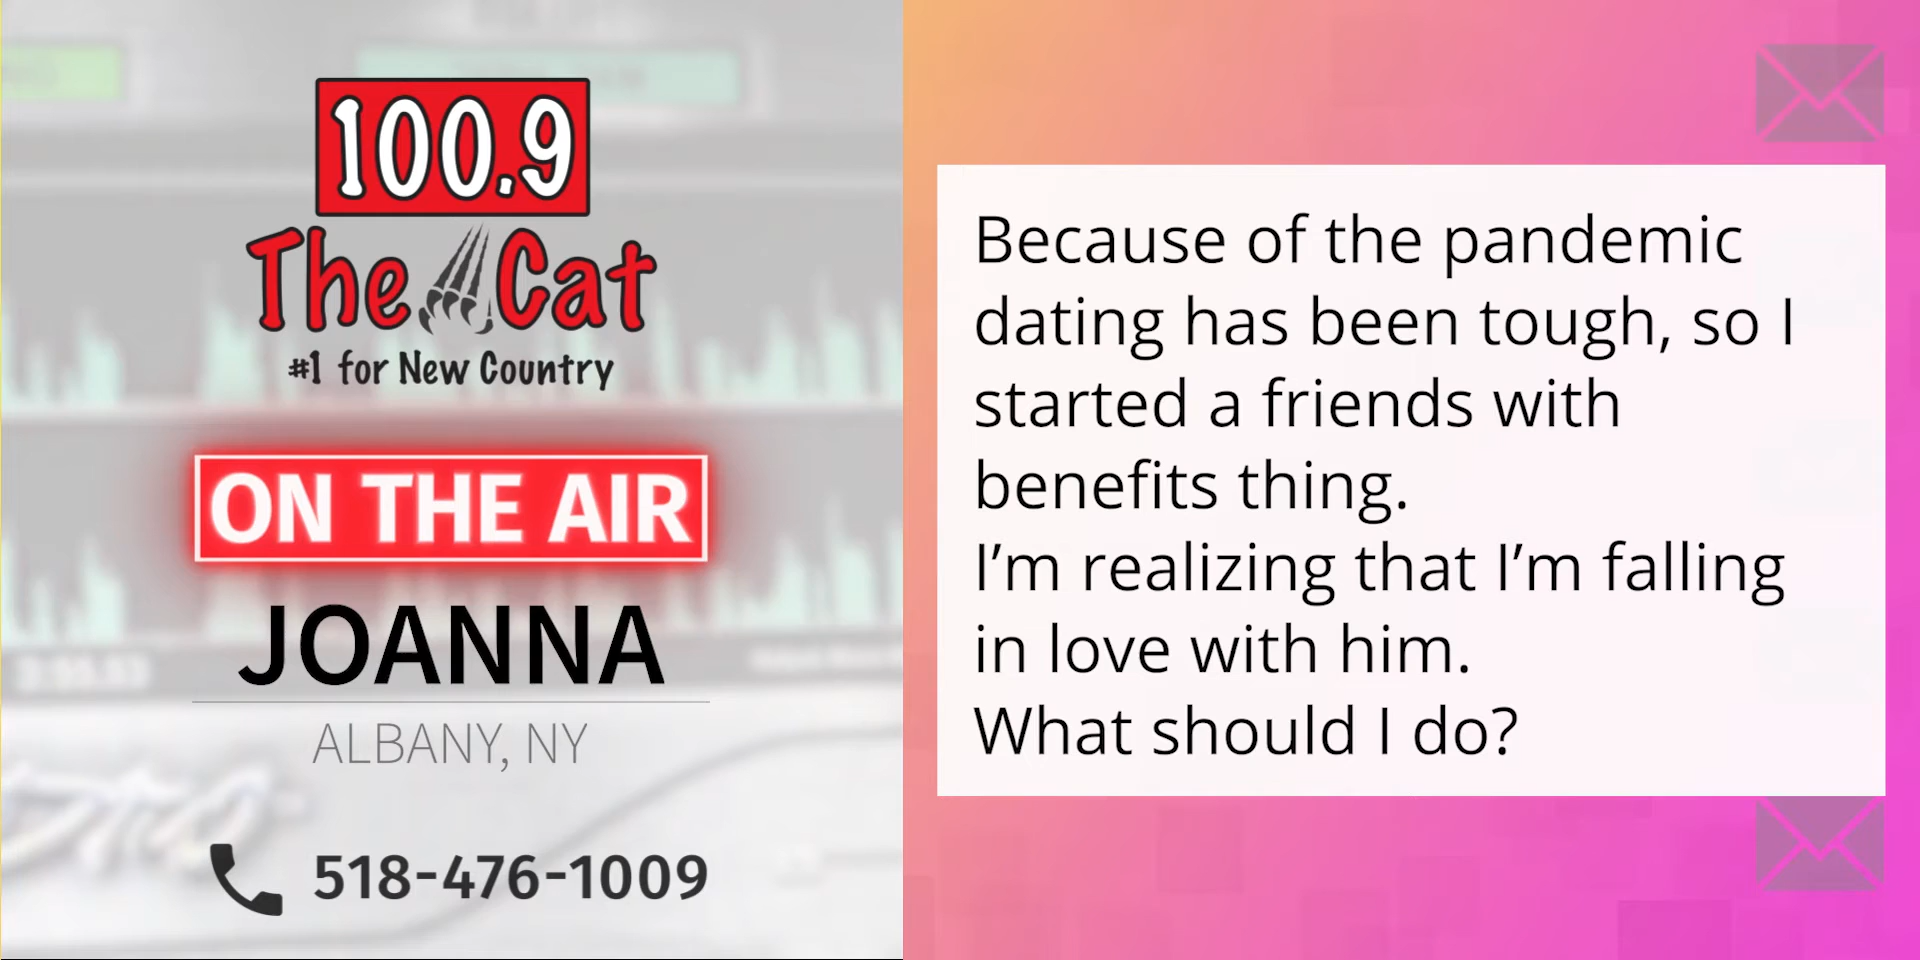 100.9
The Cat
#1 for New Country
ON THE AIR
JOANNA
ALBANY, NY
518-476-1009
Because of the pandemic
dating has been tough, so I
started a friends with
benefits thing.
I’m realizing that I’m falling
in love with him.
What should I do?